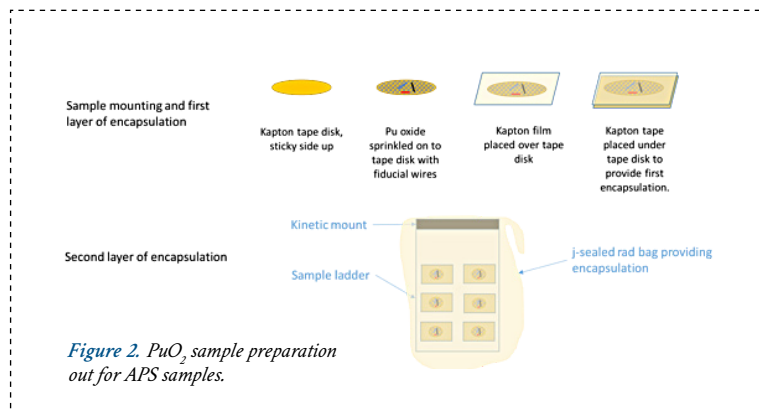 Sample mounting and first
layer of encapsulation
Kapton tape disk,
sticky side up
Pu oxide
sprinkled on to
tape disk with
fiducial wires
Kapton film
placed over tape
disk
Kapton tape
placed under
tape disk to
provide first
encapsulation.
Second layer of encapsulation
Kinetic mount
Sample ladder
j-sealed rad bag providing
encapsulation
Figure 2. PuO2 sample preparation
out for APS samples.